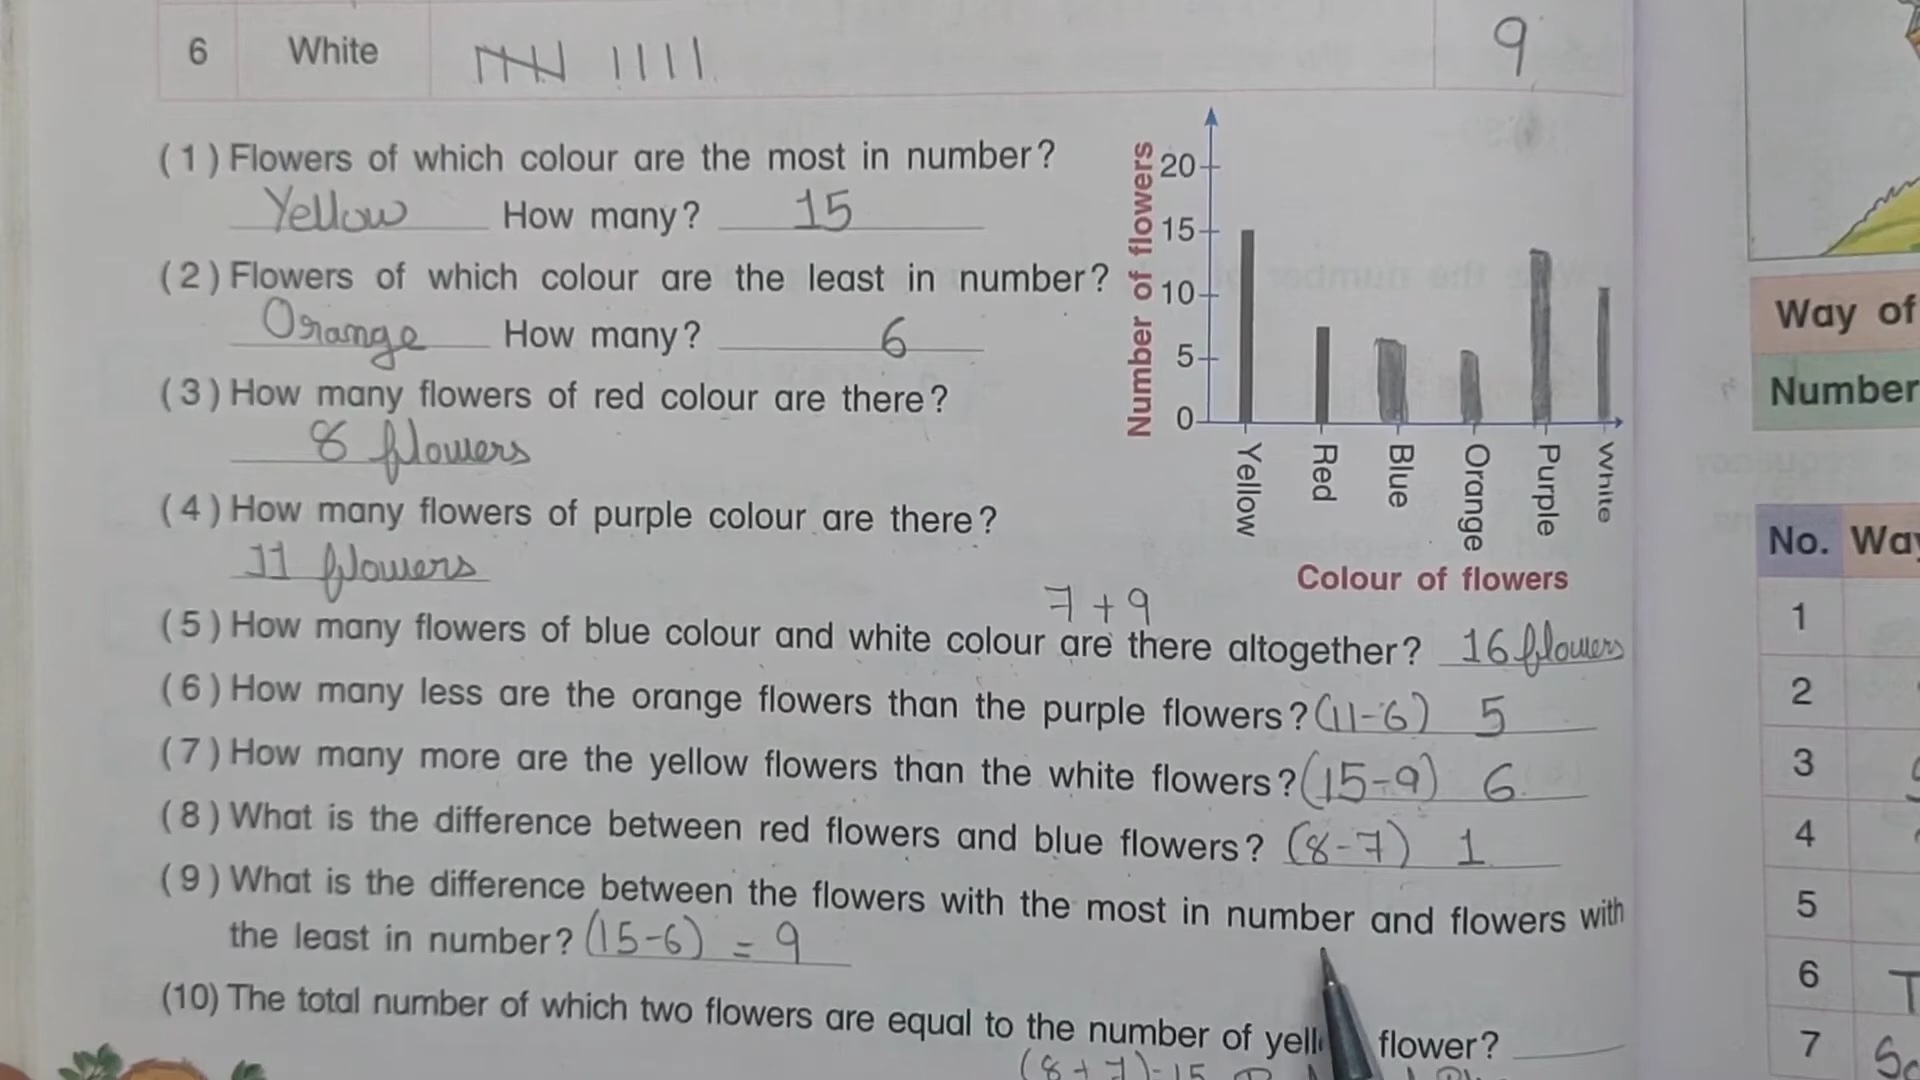 6 White 9
(1) Flowers of which colour are the most in number?
Yellow How many? 15
(2) Flowers of which colour are the least in number?
Orange How many? 6
(3) How many flowers of red colour are there?
8 flowers
(4) How many flowers of purple colour are there?
11 flowers
7 + 9
(5) How many flowers of blue colour and white colour are there altogether? 16 flowers
(6) How many less are the orange flowers than the purple flowers? (11-6) 5
(7) How many more are the yellow flowers than the white flowers? (15-9) 6
(8) What is the difference between red flowers and blue flowers? (8-7) 1
(9) What is the difference between the flowers with the most in number and flowers with
the least in number? (15-6) = 9
(10) The total number of which two flowers are equal to the number of yell flower?
(8+7)=15
Number of flowers
20
15
10
5
0
Yellow
Red
Blue
Orange
Purple
White
Colour of flowers
Way of
Number
No. Way
1
2
3
4
5
6 T
7